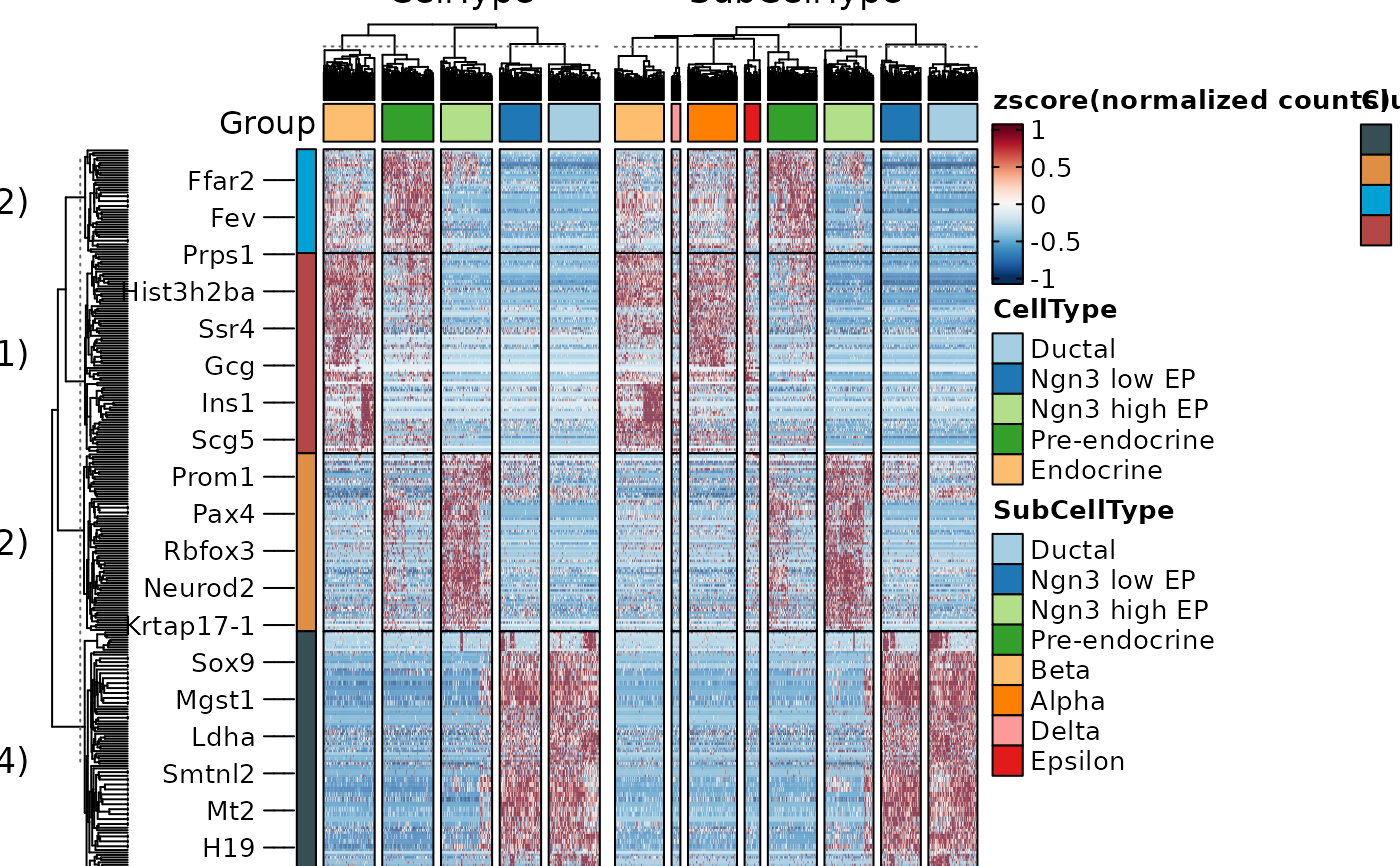 CellType SubCellType
Group
2)
1)
2)
4)
Ffar2
Fev
Prps1
Hist3h2ba
Ssr4
Gcg
Ins1
Scg5
Prom1
Pax4
Rbfox3
Neurod2
Krtap17-1
Sox9
Mgst1
Ldha
Smtnl2
Mt2
H19
zscore(normalized counts)
1
0.5
0
-0.5
-1
CellType
Ductal
Ngn3 low EP
Ngn3 high EP
Pre-endocrine
Endocrine
SubCellType
Ductal
Ngn3 low EP
Ngn3 high EP
Pre-endocrine
Beta
Alpha
Delta
Epsilon